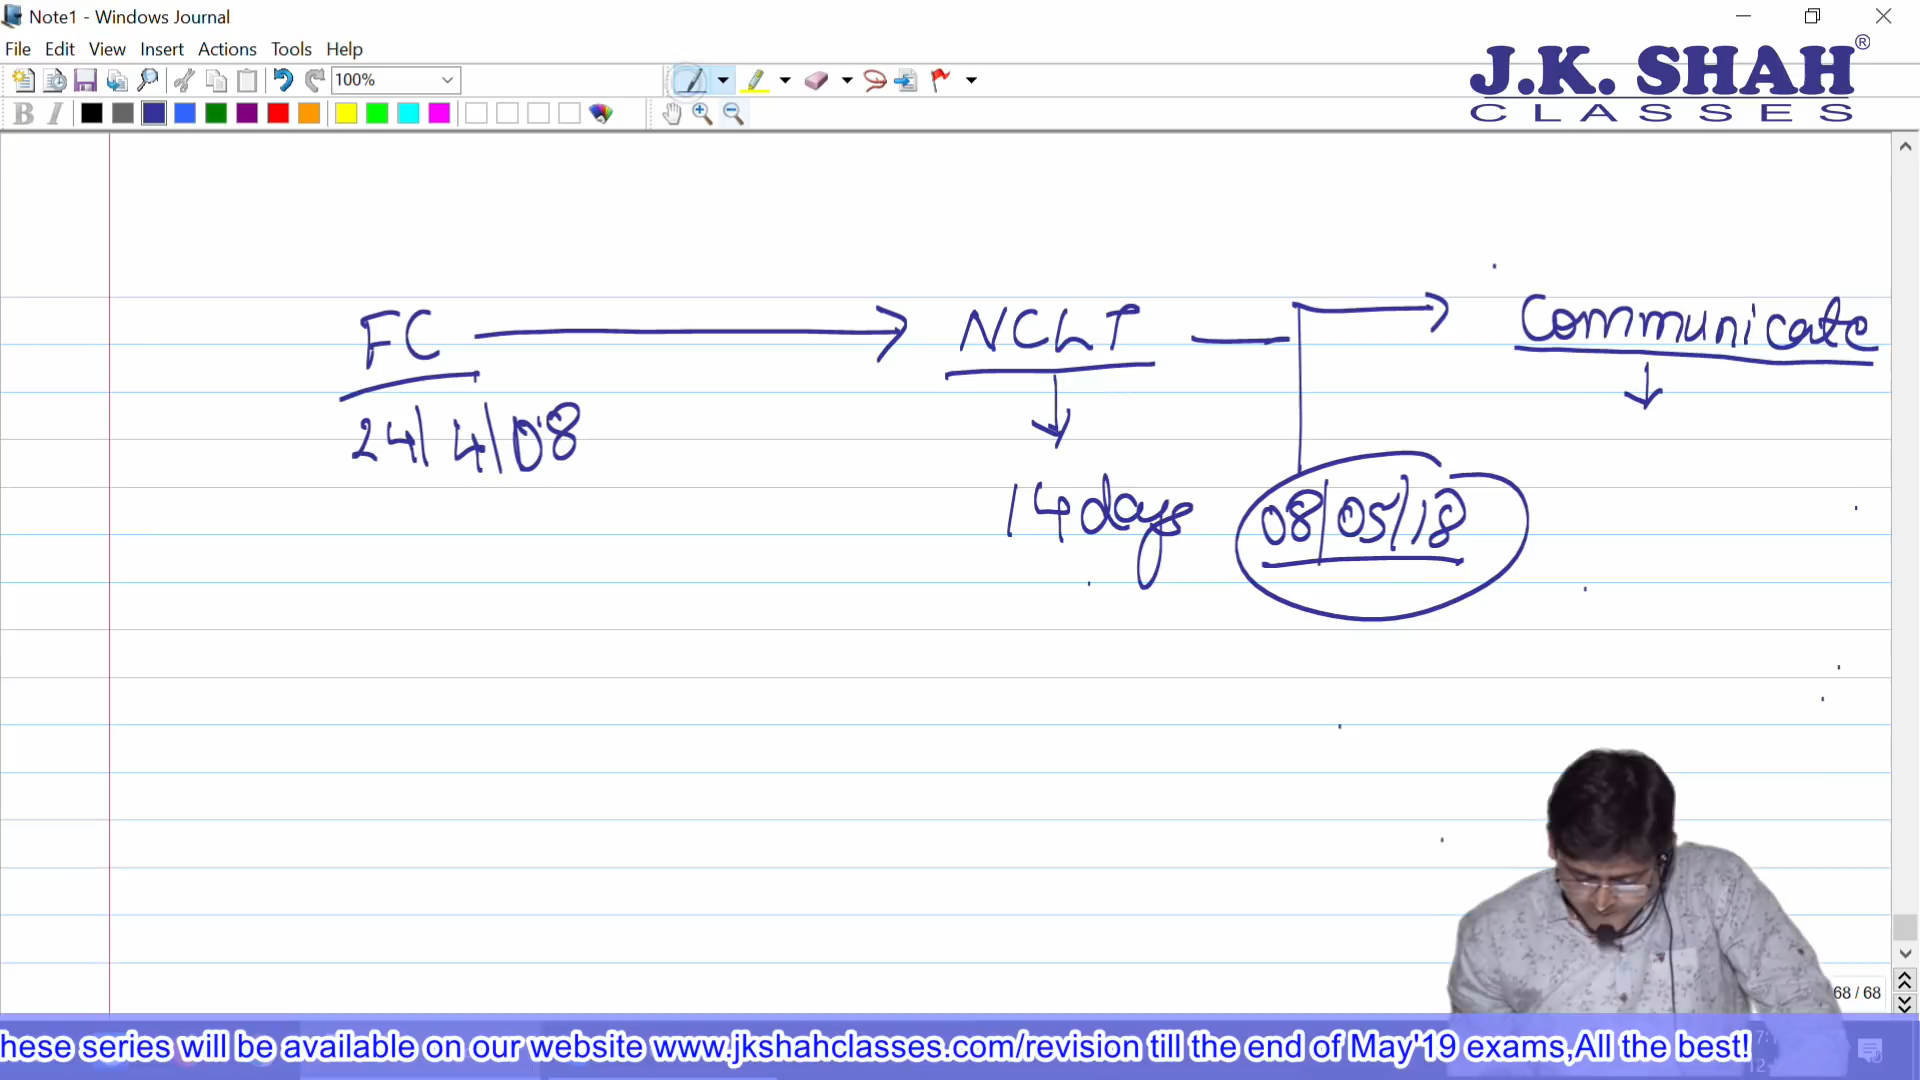 Note1 - Windows Journal
File Edit View Insert Actions Tools Help
100%
B I
J.K. SHAH®
CLASSES
FC NCLT Communicate
24/4/08
14 days 08/05/18
68 / 68
hese series will be available on our website www.jkshahclasses.com/revision till the end of May'19 exams,All the best!